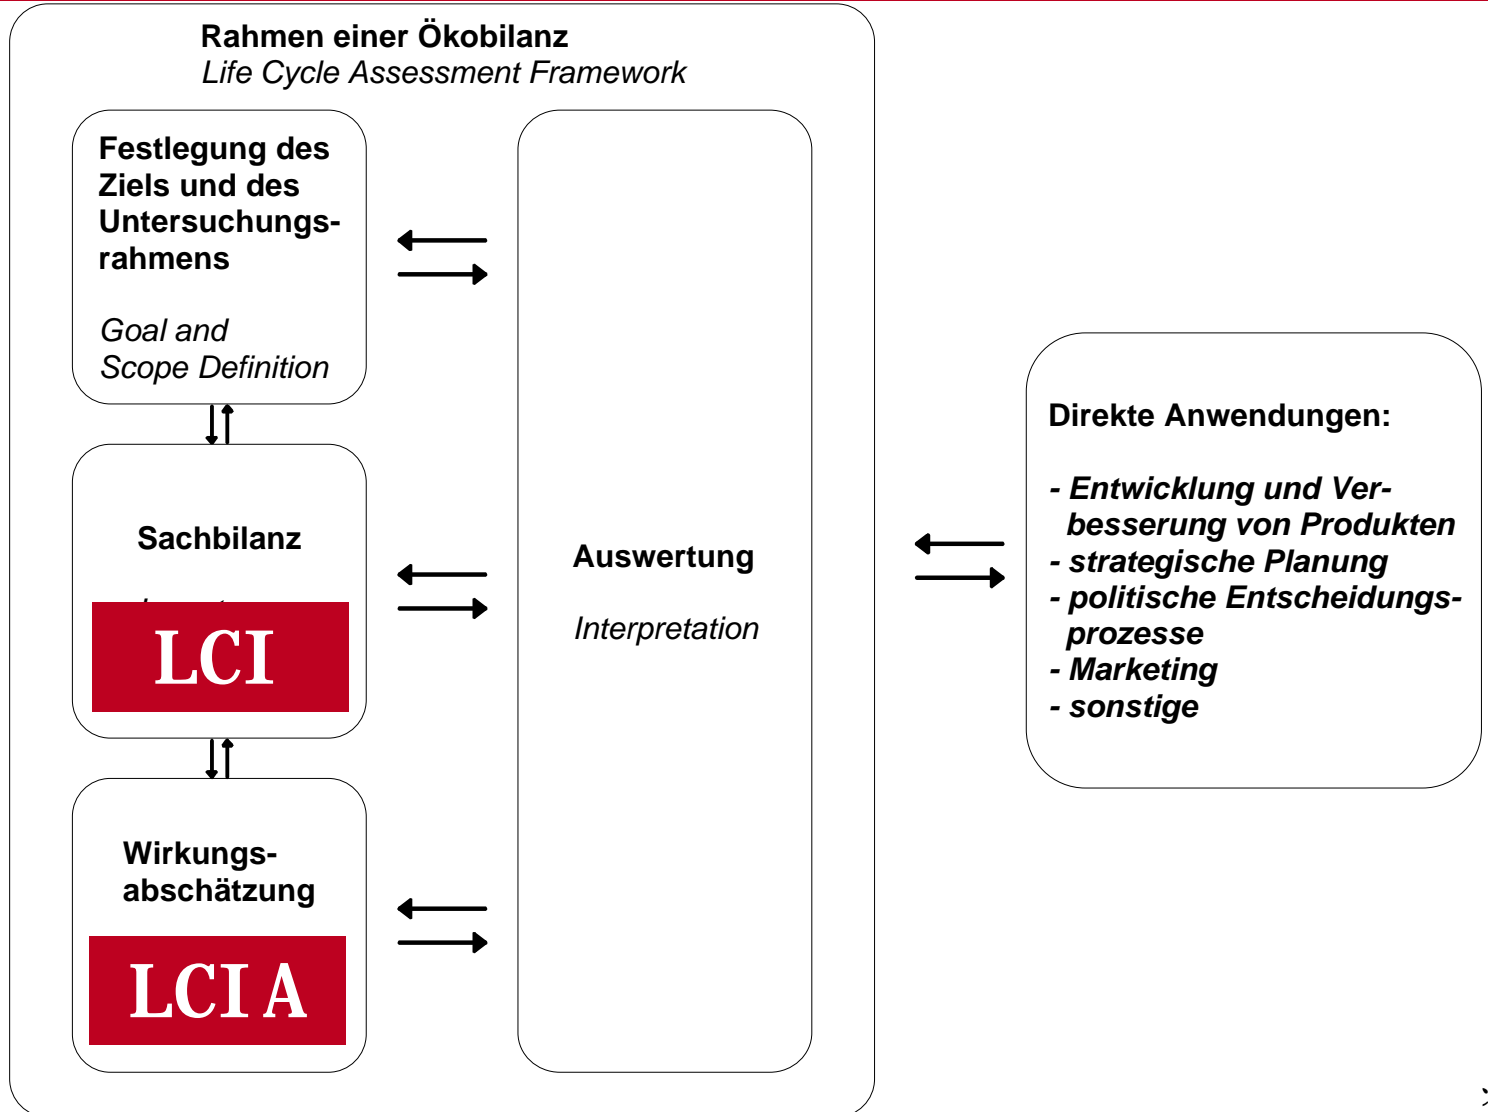 Rahmen einer Ökobilanz
Life Cycle Assessment Framework
Festlegung des
Ziels und des
Untersuchungs-
rahmens
Goal and
Scope Definition
Sachbilanz
LCI
Wirkungs-
abschätzung
LCI A
Auswertung
Interpretation
Direkte Anwendungen:
- Entwicklung und Ver-
besserung von Produkten
- strategische Planung
- politische Entscheidungs-
prozesse
- Marketing
- sonstige